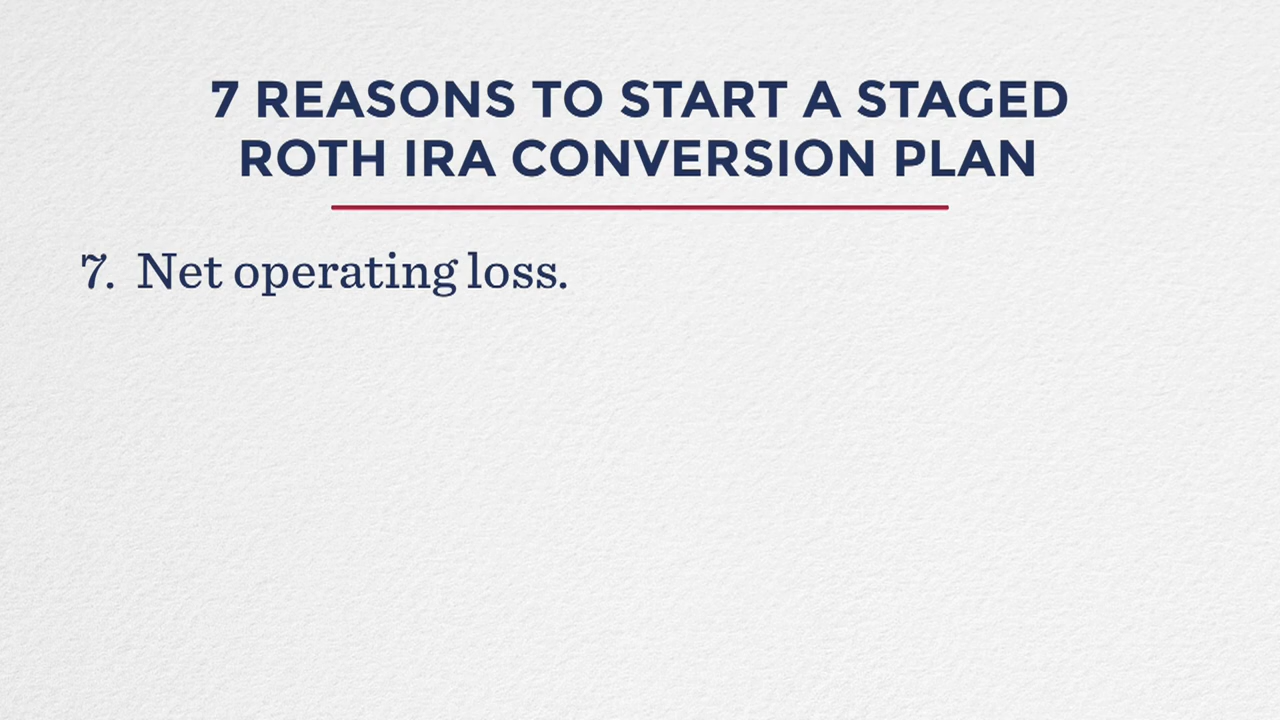 7 REASONS TO START A STAGED
ROTH IRA CONVERSION PLAN
7. Net operating loss.